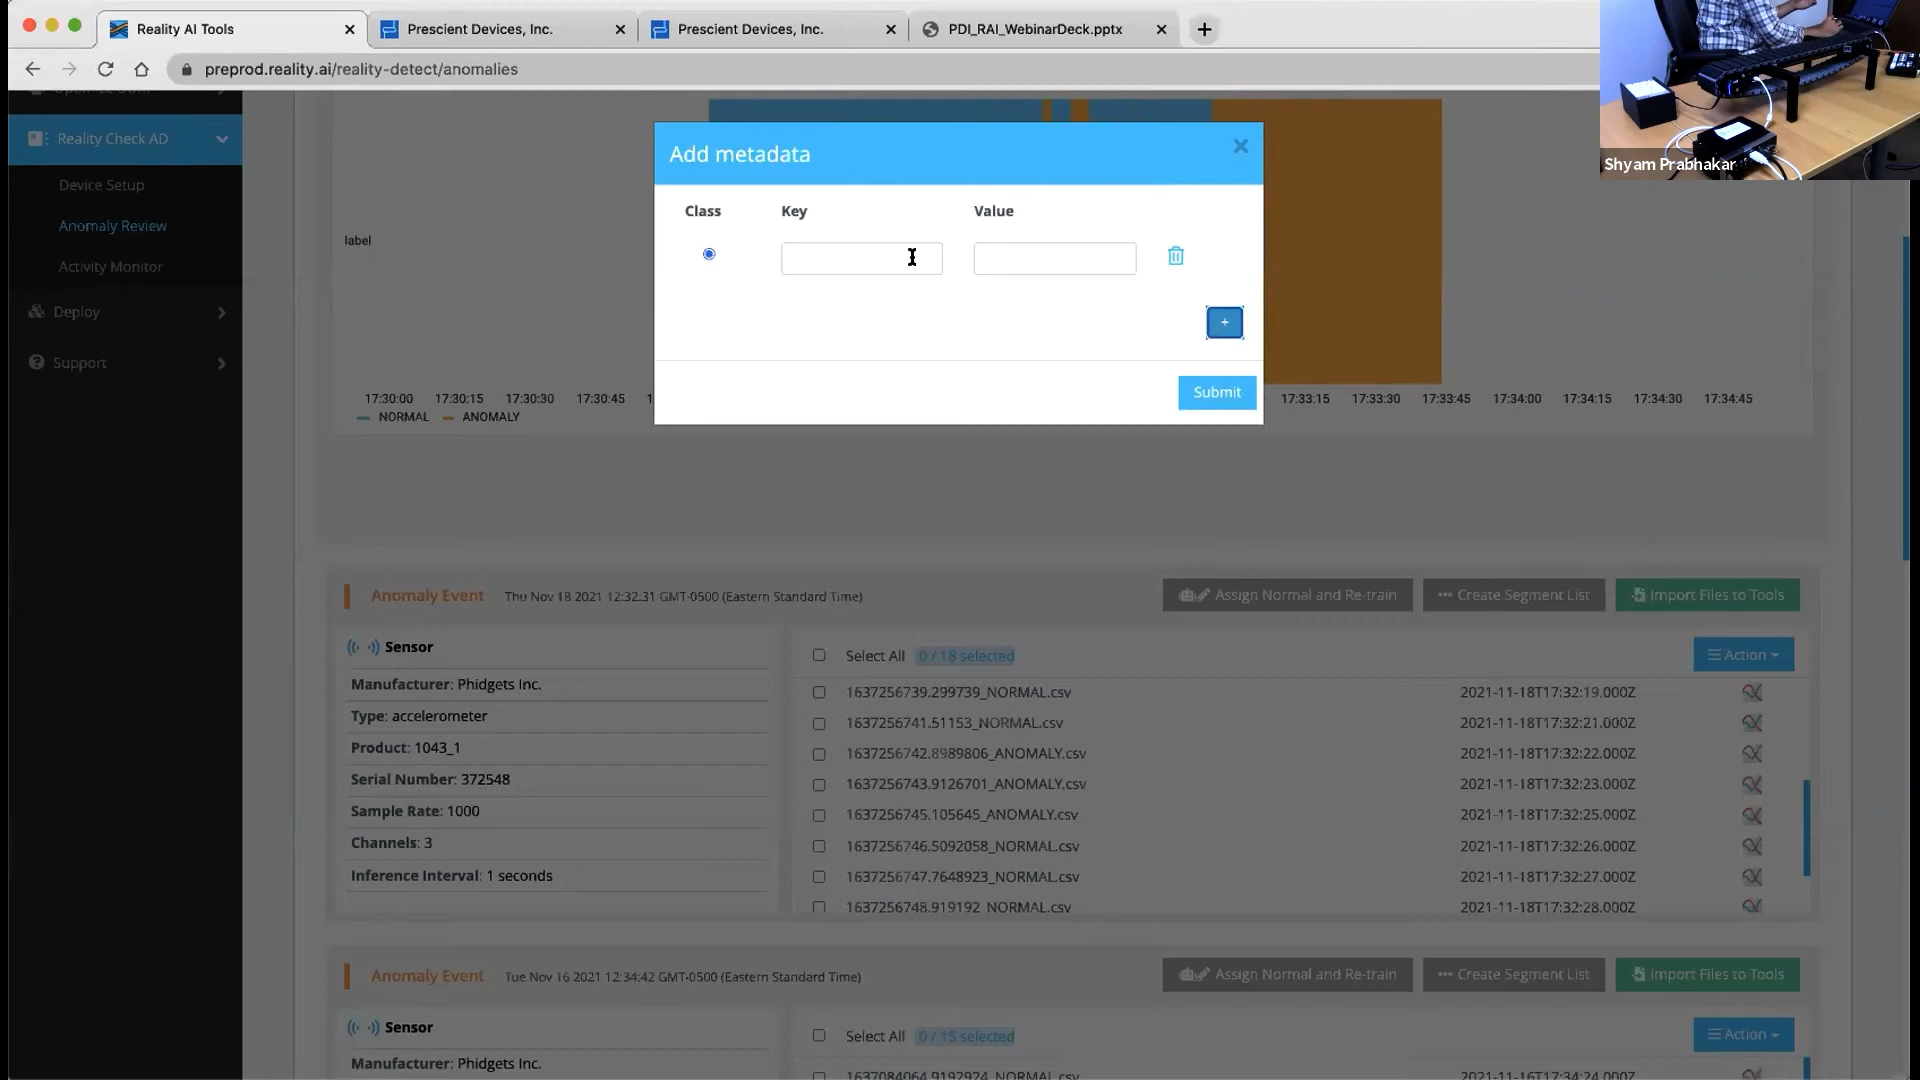 Reality AI Tools
Prescient Devices, Inc.
Prescient Devices, Inc.
PDI_RAI_WebinarDeck.pptx
preprod.reality.ai/reality-detect/anomalies
Shyam Prabhakar
Reality Check AD
Device Setup
Anomaly Review
Activity Monitor
Deploy
Support
Add metadata
Class Key Value
+
Submit
label
17:30:00 17:30:15 17:30:30 17:30:45 17:33:15 17:33:30 17:33:45 17:34:00 17:34:15 17:34:30 17:34:45
NORMAL ANOMALY
Anomaly Event Thu Nov 18 2021 12:32:31 GMT-0500 (Eastern Standard Time) Assign Normal and Re-train Create Segment List Import Files to Tools
Sensor
Manufacturer: Phidgets Inc.
Type: accelerometer
Product: 1043_1
Serial Number: 372548
Sample Rate: 1000
Channels: 3
Inference Interval: 1 seconds
Select All 0 / 18 selected Action
1637256739.299739_NORMAL.csv 2021-11-18T17:32:19.000Z
1637256741.51153_NORMAL.csv 2021-11-18T17:32:21.000Z
1637256742.8989806_ANOMALY.csv 2021-11-18T17:32:22.000Z
1637256743.9126701_ANOMALY.csv 2021-11-18T17:32:23.000Z
1637256745.105645_ANOMALY.csv 2021-11-18T17:32:25.000Z
1637256746.5092058_NORMAL.csv 2021-11-18T17:32:26.000Z
1637256747.7648923_NORMAL.csv 2021-11-18T17:32:27.000Z
1637256748.919192_NORMAL.csv 2021-11-18T17:32:28.000Z
Anomaly Event Tue Nov 16 2021 12:34:42 GMT-0500 (Eastern Standard Time) Assign Normal and Re-train Create Segment List Import Files to Tools
Sensor
Manufacturer: Phidgets Inc.
Select All 0 / 15 selected Action
1637084064.9192924_NORMAL.csv 2021-11-16T17:34:24.000Z